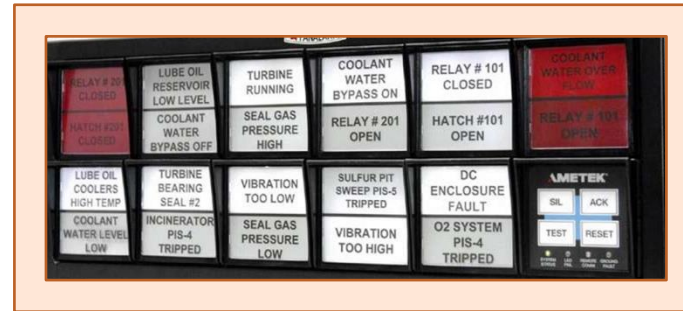 RELAY # 201
CLOSED
HATCH #201
CLOSED
LUBE OIL
RESERVOIR
LOW LEVEL
COOLANT
WATER
BYPASS OFF
TURBINE
RUNNING
SEAL GAS
PRESSURE
HIGH
COOLANT
WATER
BYPASS ON
RELAY # 201
OPEN
RELAY # 101
CLOSED
HATCH #101
OPEN
COOLANT
WATER OVER
FLOW
RELAY # 101
OPEN
LUBE OIL
COOLERS
HIGH TEMP
COOLANT
WATER LEVEL
LOW
TURBINE
BEARING
SEAL #2
INCINERATOR
PIS-4
TRIPPED
VIBRATION
TOO LOW
SEAL GAS
PRESSURE
LOW
SULFUR PIT
SWEEP PIS-5
TRIPPED
VIBRATION
TOO HIGH
DC
ENCLOSURE
FAULT
O2 SYSTEM
PIS-4
TRIPPED
AMETEK
SIL ACK
TEST RESET
SYSTEM STATUS
GROUND FAULT